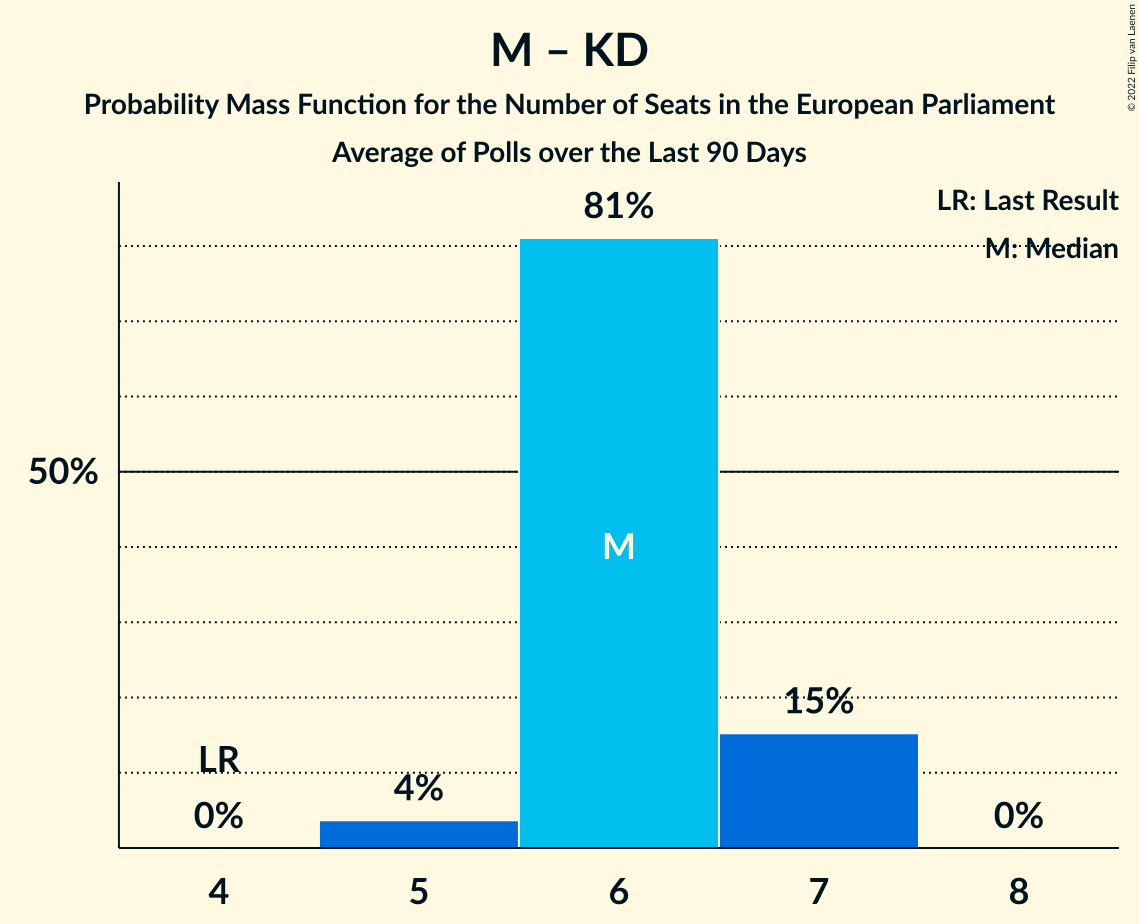 M – KD
Probability Mass Function for the Number of Seats in the European Parliament
Average of Polls over the Last 90 Days
© 2022 Filip van Laenen
LR: Last Result
M: Median
81%
50%
M
15%
LR
4%
0%
0%
4
5
6
7
8